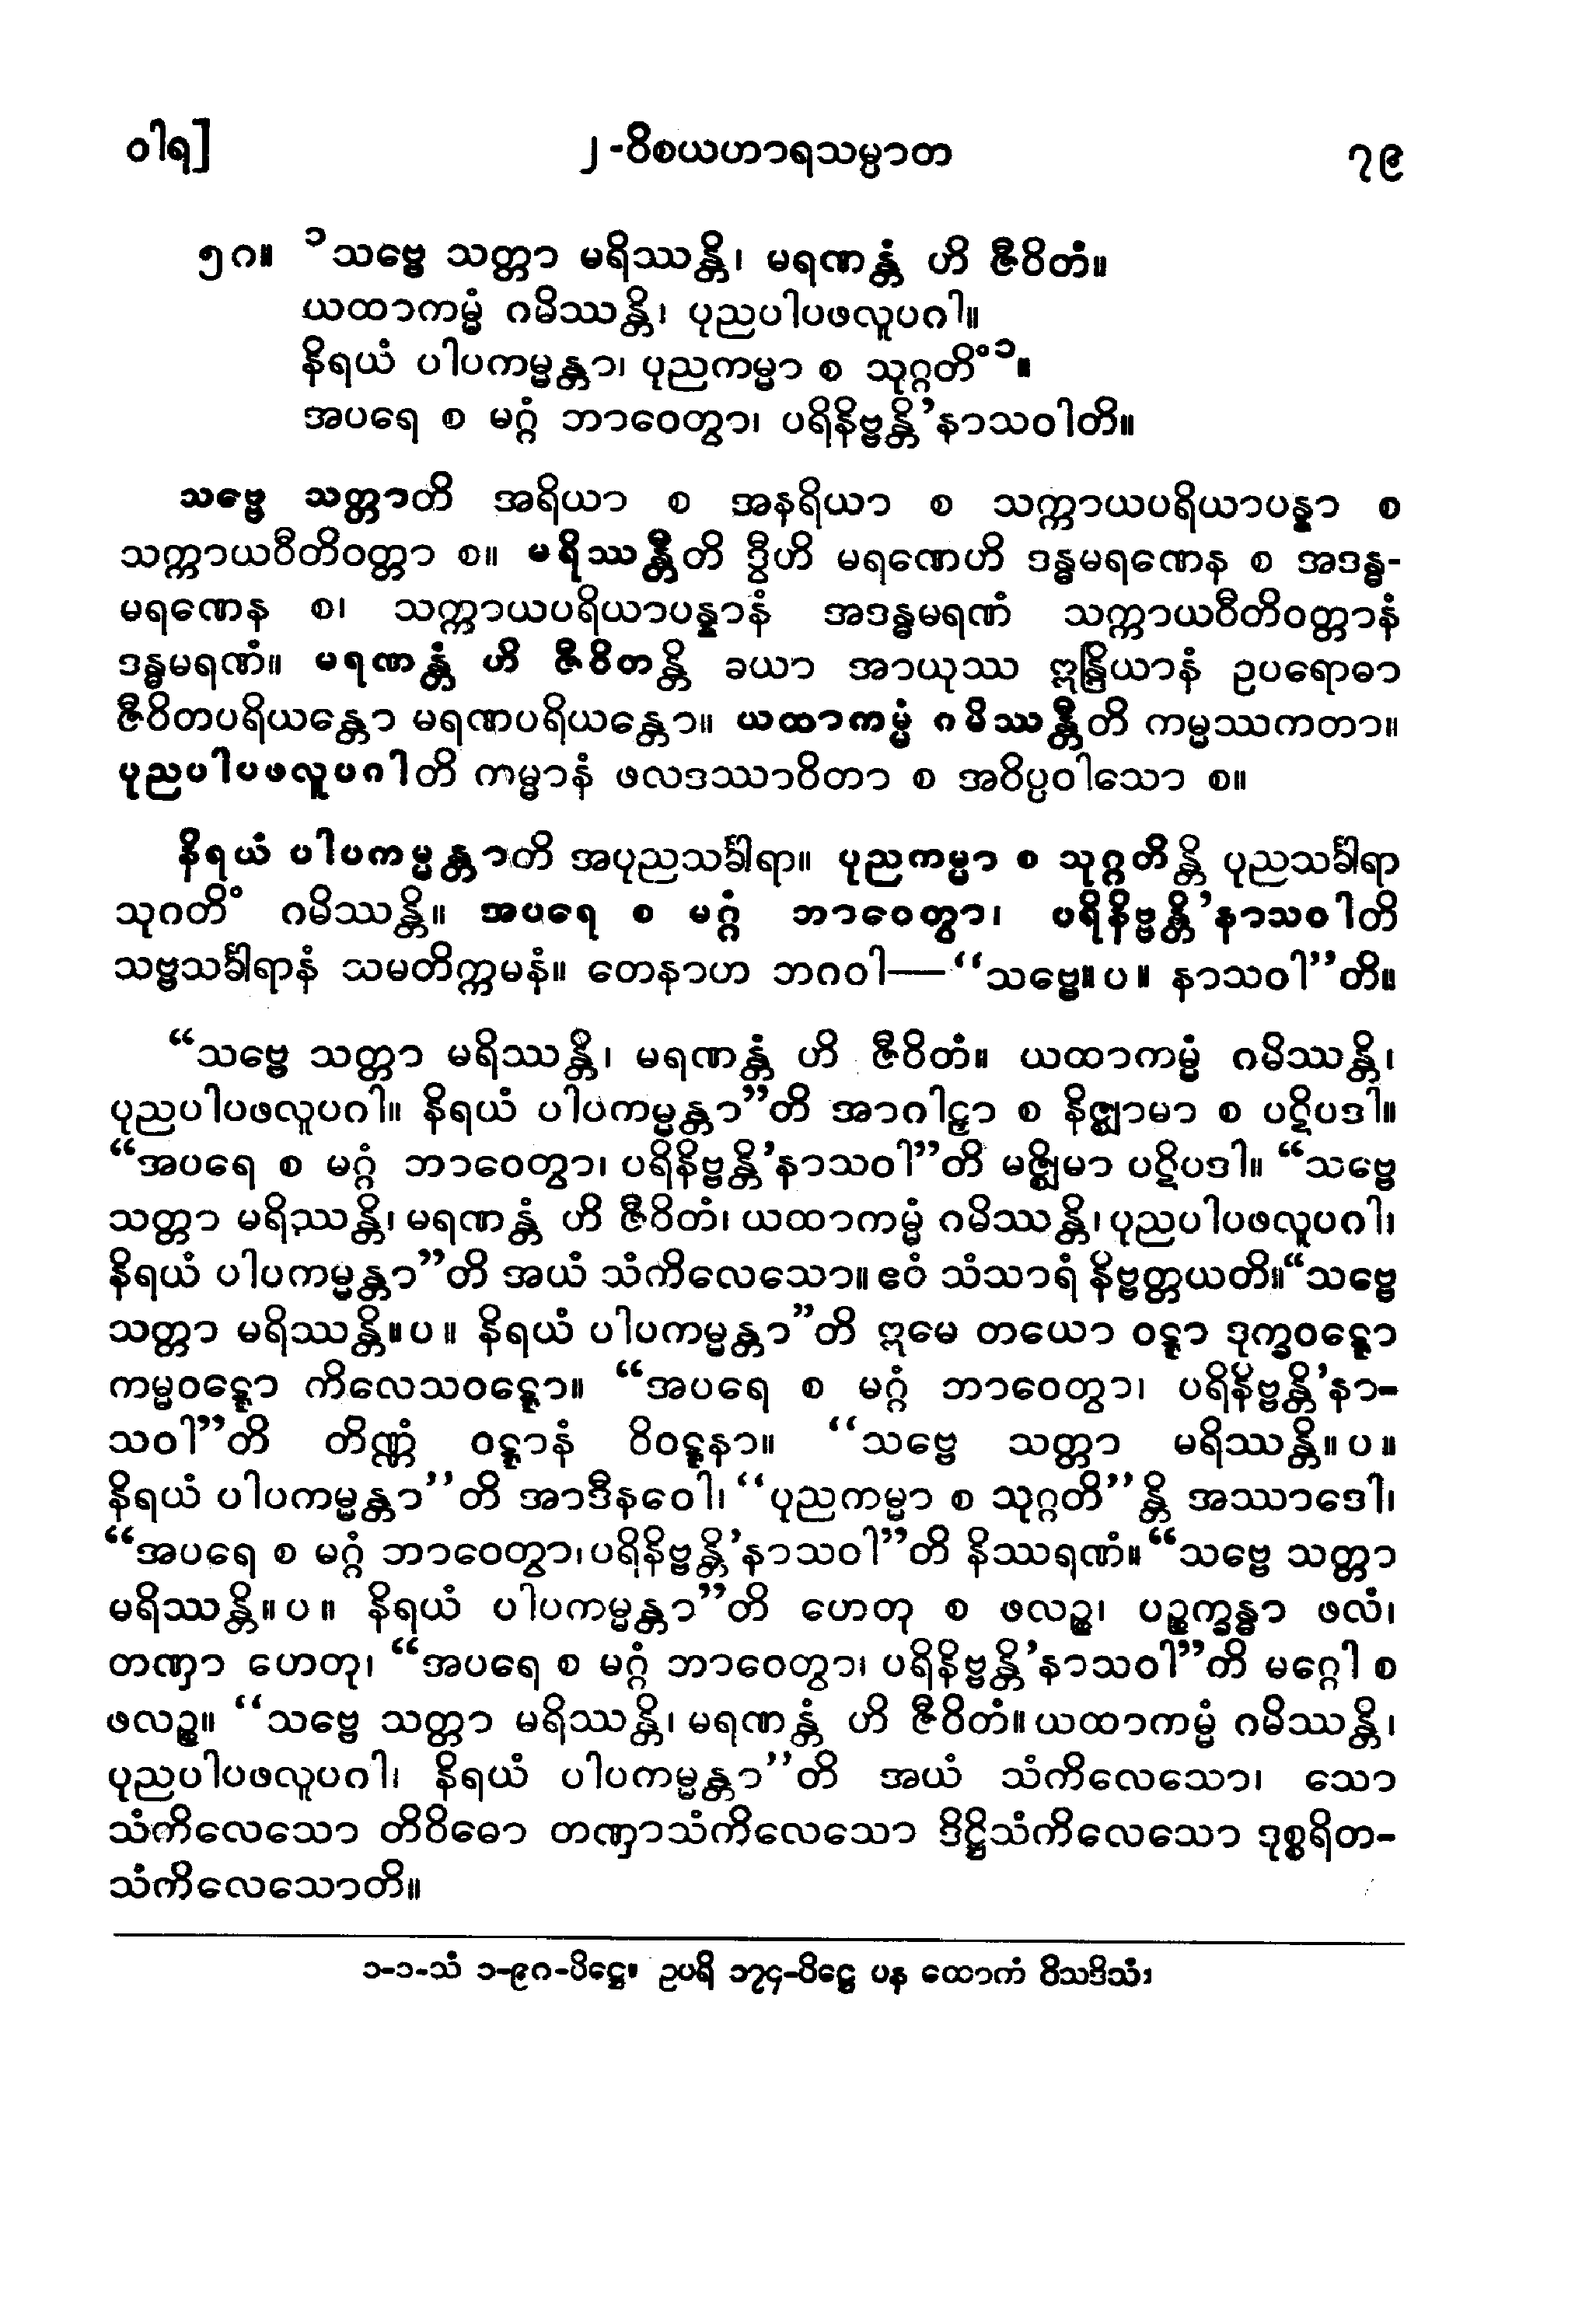 ဝါရ]
၂-ဝိစယဟာရသမ္ပာတ
၇၉
၅ဂ။ ၁သဗ္ဗေ သတ္တာ မရိဿန္တိ၊ မရဏန္တံ ဟိ ဇီဝိတံ။
ယထာကမ္မံ ဂမိဿန္တိ၊ ပုညပါပဖလူပဂါ။
နိရယံ ပါပကမ္မန္တာ၊ ပုညကမ္မာ စ သုဂ္ဂတိံ၁။
အပရေ စ မဂ္ဂံ ဘာဝေတွာ၊ ပရိနိဗ္ဗန္တိ’နာသဝါတိ။
သဗ္ဗေ သတ္တာတိ အရိယာ စ အနရိယာ စ သက္ကာယပရိယာပန္နာ စ
သက္ကာယဝီတိဝတ္တာ စ။ မရိဿန္တီတိ ဒွီဟိ မရဏေဟိ ဒန္ဓမရဏေန စ အဒန္ဓ-
မရဏေန စ၊ သက္ကာယပရိယာပန္နာနံ အဒန္ဓမရဏံ သက္ကာယဝီတိဝတ္တာနံ
ဒန္ဓမရဏံ။ မရဏန္တံ ဟိ ဇီဝိတန္တိ ခယာ အာယုဿ ဣန္ဒြိယာနံ ဥပရောဓာ
ဇီဝိတပရိယန္တော မရဏပရိယန္တော။ ယထာကမ္မံ ဂမိဿန္တီတိ ကမ္မဿကတာ။
ပုညပါပဖလူပဂါတိ ကမ္မာနံ ဖလဒဿာဝိတာ စ အဝိပ္ပဝါသော စ။
နိရယံ ပါပကမ္မန္တာတိ အပုညသင်္ခါရာ။ ပုညကမ္မာ စ သုဂ္ဂတိန္တိ ပုညသင်္ခါရာ
သုဂတိံ ဂမိဿန္တိ။ အပရေ စ မဂ္ဂံ ဘာဝေတွာ၊ ပရိနိဗ္ဗန္တိ’နာသဝါတိ
သဗ္ဗသင်္ခါရာနံ သမတိက္ကမနံ။ တေနာဟ ဘဂဝါ—“သဗ္ဗေ။ပ။ နာသဝါ”တိ။
“သဗ္ဗေ သတ္တာ မရိဿန္တိ၊ မရဏန္တံ ဟိ ဇီဝိတံ။ ယထာကမ္မံ ဂမိဿန္တိ၊
ပုညပါပဖလူပဂါ။ နိရယံ ပါပကမ္မန္တာ”တိ အာဂါဠှာ စ နိဇ္ဈာမာ စ ပဋိပဒါ။
“အပရေ စ မဂ္ဂံ ဘာဝေတွာ၊ ပရိနိဗ္ဗန္တိ’နာသဝါ”တိ မဇ္ဈိမာ ပဋိပဒါ။ “သဗ္ဗေ
သတ္တာ မရိဿန္တိ၊ မရဏန္တံ ဟိ ဇီဝိတံ၊ ယထာကမ္မံ ဂမိဿန္တိ၊ ပုညပါပဖလူပဂါ၊
နိရယံ ပါပကမ္မန္တာ”တိ အယံ သံကိလေသော။ ဧဝံ သံသာရံ နိဗ္ဗတ္တယတိ။ “သဗ္ဗေ
သတ္တာ မရိဿန္တိ။ပ။ နိရယံ ပါပကမ္မန္တာ”တိ ဣမေ တယော ဝဋ္ဋာ ဒုက္ခဝဋ္ဋော
ကမ္မဝဋ္ဋော ကိလေသဝဋ္ဋော။ “အပရေ စ မဂ္ဂံ ဘာဝေတွာ၊ ပရိနိဗ္ဗန္တိ’နာ-
သဝါ”တိ တိဏ္ဏံ ဝဋ္ဋာနံ ဝိဝဋ္ဋနာ။ “သဗ္ဗေ သတ္တာ မရိဿန္တိ။ပ။
နိရယံ ပါပကမ္မန္တာ”တိ အာဒီနဝေါ၊ “ပုညကမ္မာ စ သုဂ္ဂတိ”န္တိ အဿာဒေါ၊
“အပရေ စ မဂ္ဂံ ဘာဝေတွာ၊ ပရိနိဗ္ဗန္တိ’နာသဝါ”တိ နိဿရဏံ။ “သဗ္ဗေ သတ္တာ
မရိဿန္တိ။ပ။ နိရယံ ပါပကမ္မန္တာ”တိ ဟေတု စ ဖလဉ္စ၊ ပဉ္စက္ခန္ဓာ ဖလံ၊
တဏှာ ဟေတု၊ “အပရေ စ မဂ္ဂံ ဘာဝေတွာ၊ ပရိနိဗ္ဗန္တိ’နာသဝါ”တိ မဂ္ဂေါ စ
ဖလဉ္စ။ “သဗ္ဗေ သတ္တာ မရိဿန္တိ၊ မရဏန္တံ ဟိ ဇီဝိတံ။ ယထာကမ္မံ ဂမိဿန္တိ၊
ပုညပါပဖလူပဂါ၊ နိရယံ ပါပကမ္မန္တာ”တိ အယံ သံကိလေသော၊ သော
သံကိလေသော တိဝိဓော တဏှာသံကိလေသော ဒိဋ္ဌိသံကိလေသော ဒုစ္စရိတ-
သံကိလေသောတိ။
၁-၁-သံ ၁-၉ဂ-ပိဋ္ဌေ။ ဥပရိ ၁၇၄-ပိဋ္ဌေ ပန ထောကံ ဝိသဒိသံ၊